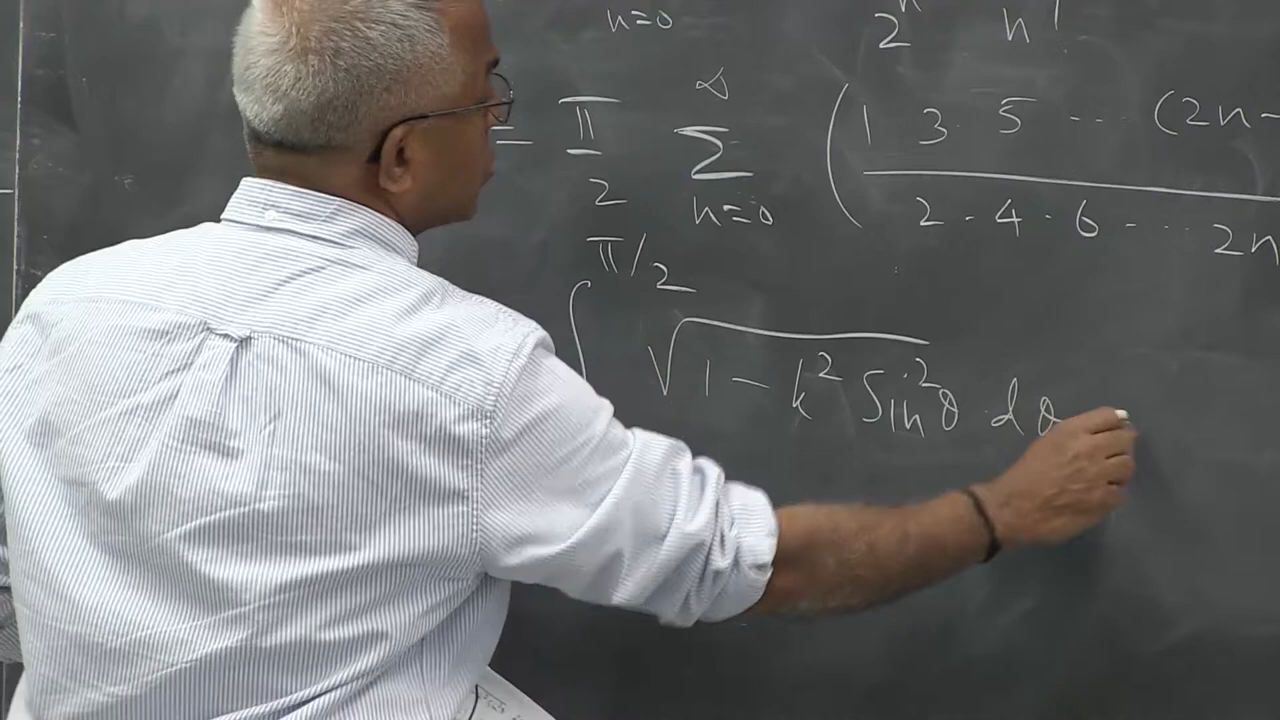 n=0 2^n n!
= π/2 ∑_{n=0}^{∞} (1 3 · 5 ... (2n- / 2 · 4 · 6 ... 2n
∫^{π/2} √(1 - k² Sin²θ) dθ